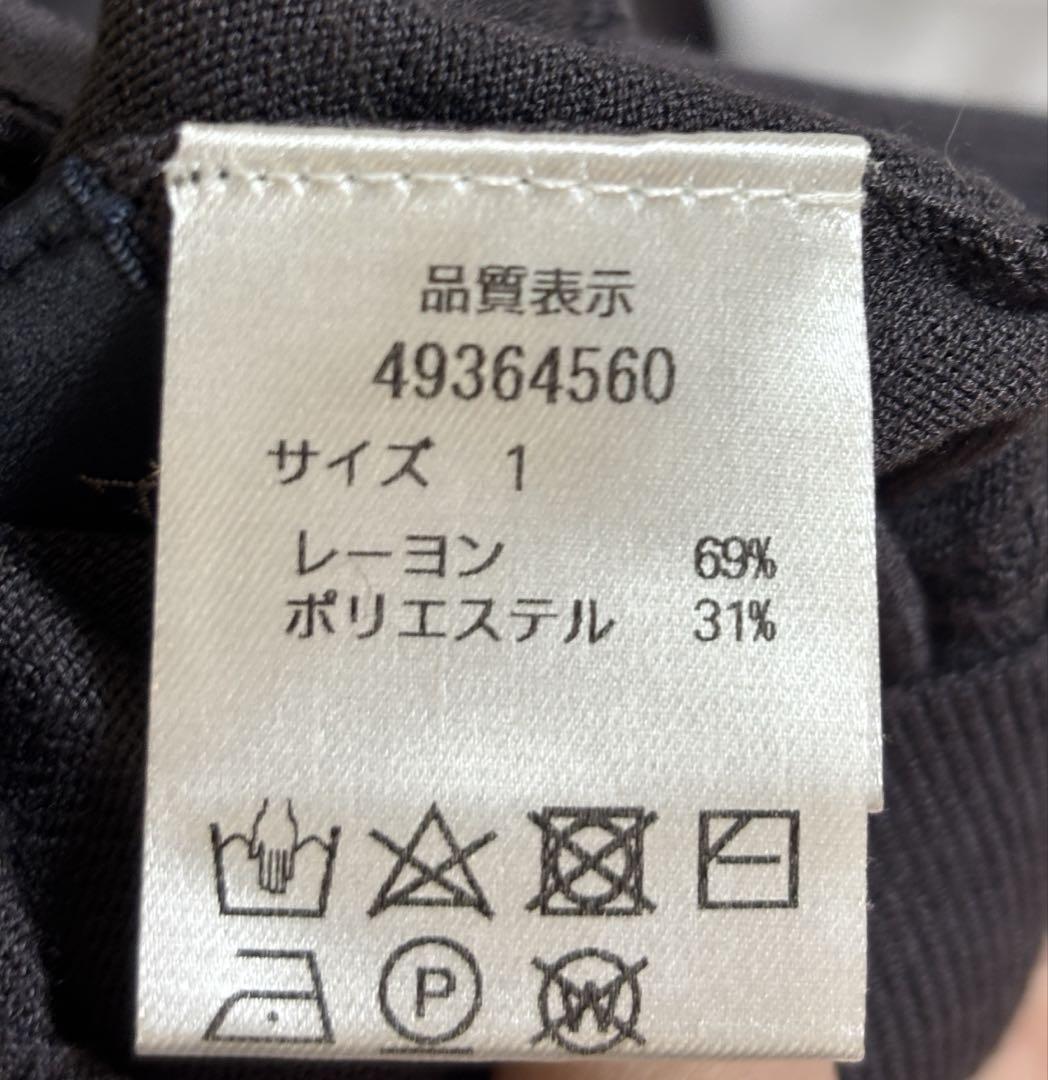 品質表示
49364560
サイズ 1
レーヨン 69%
ポリエステル 31%
P W